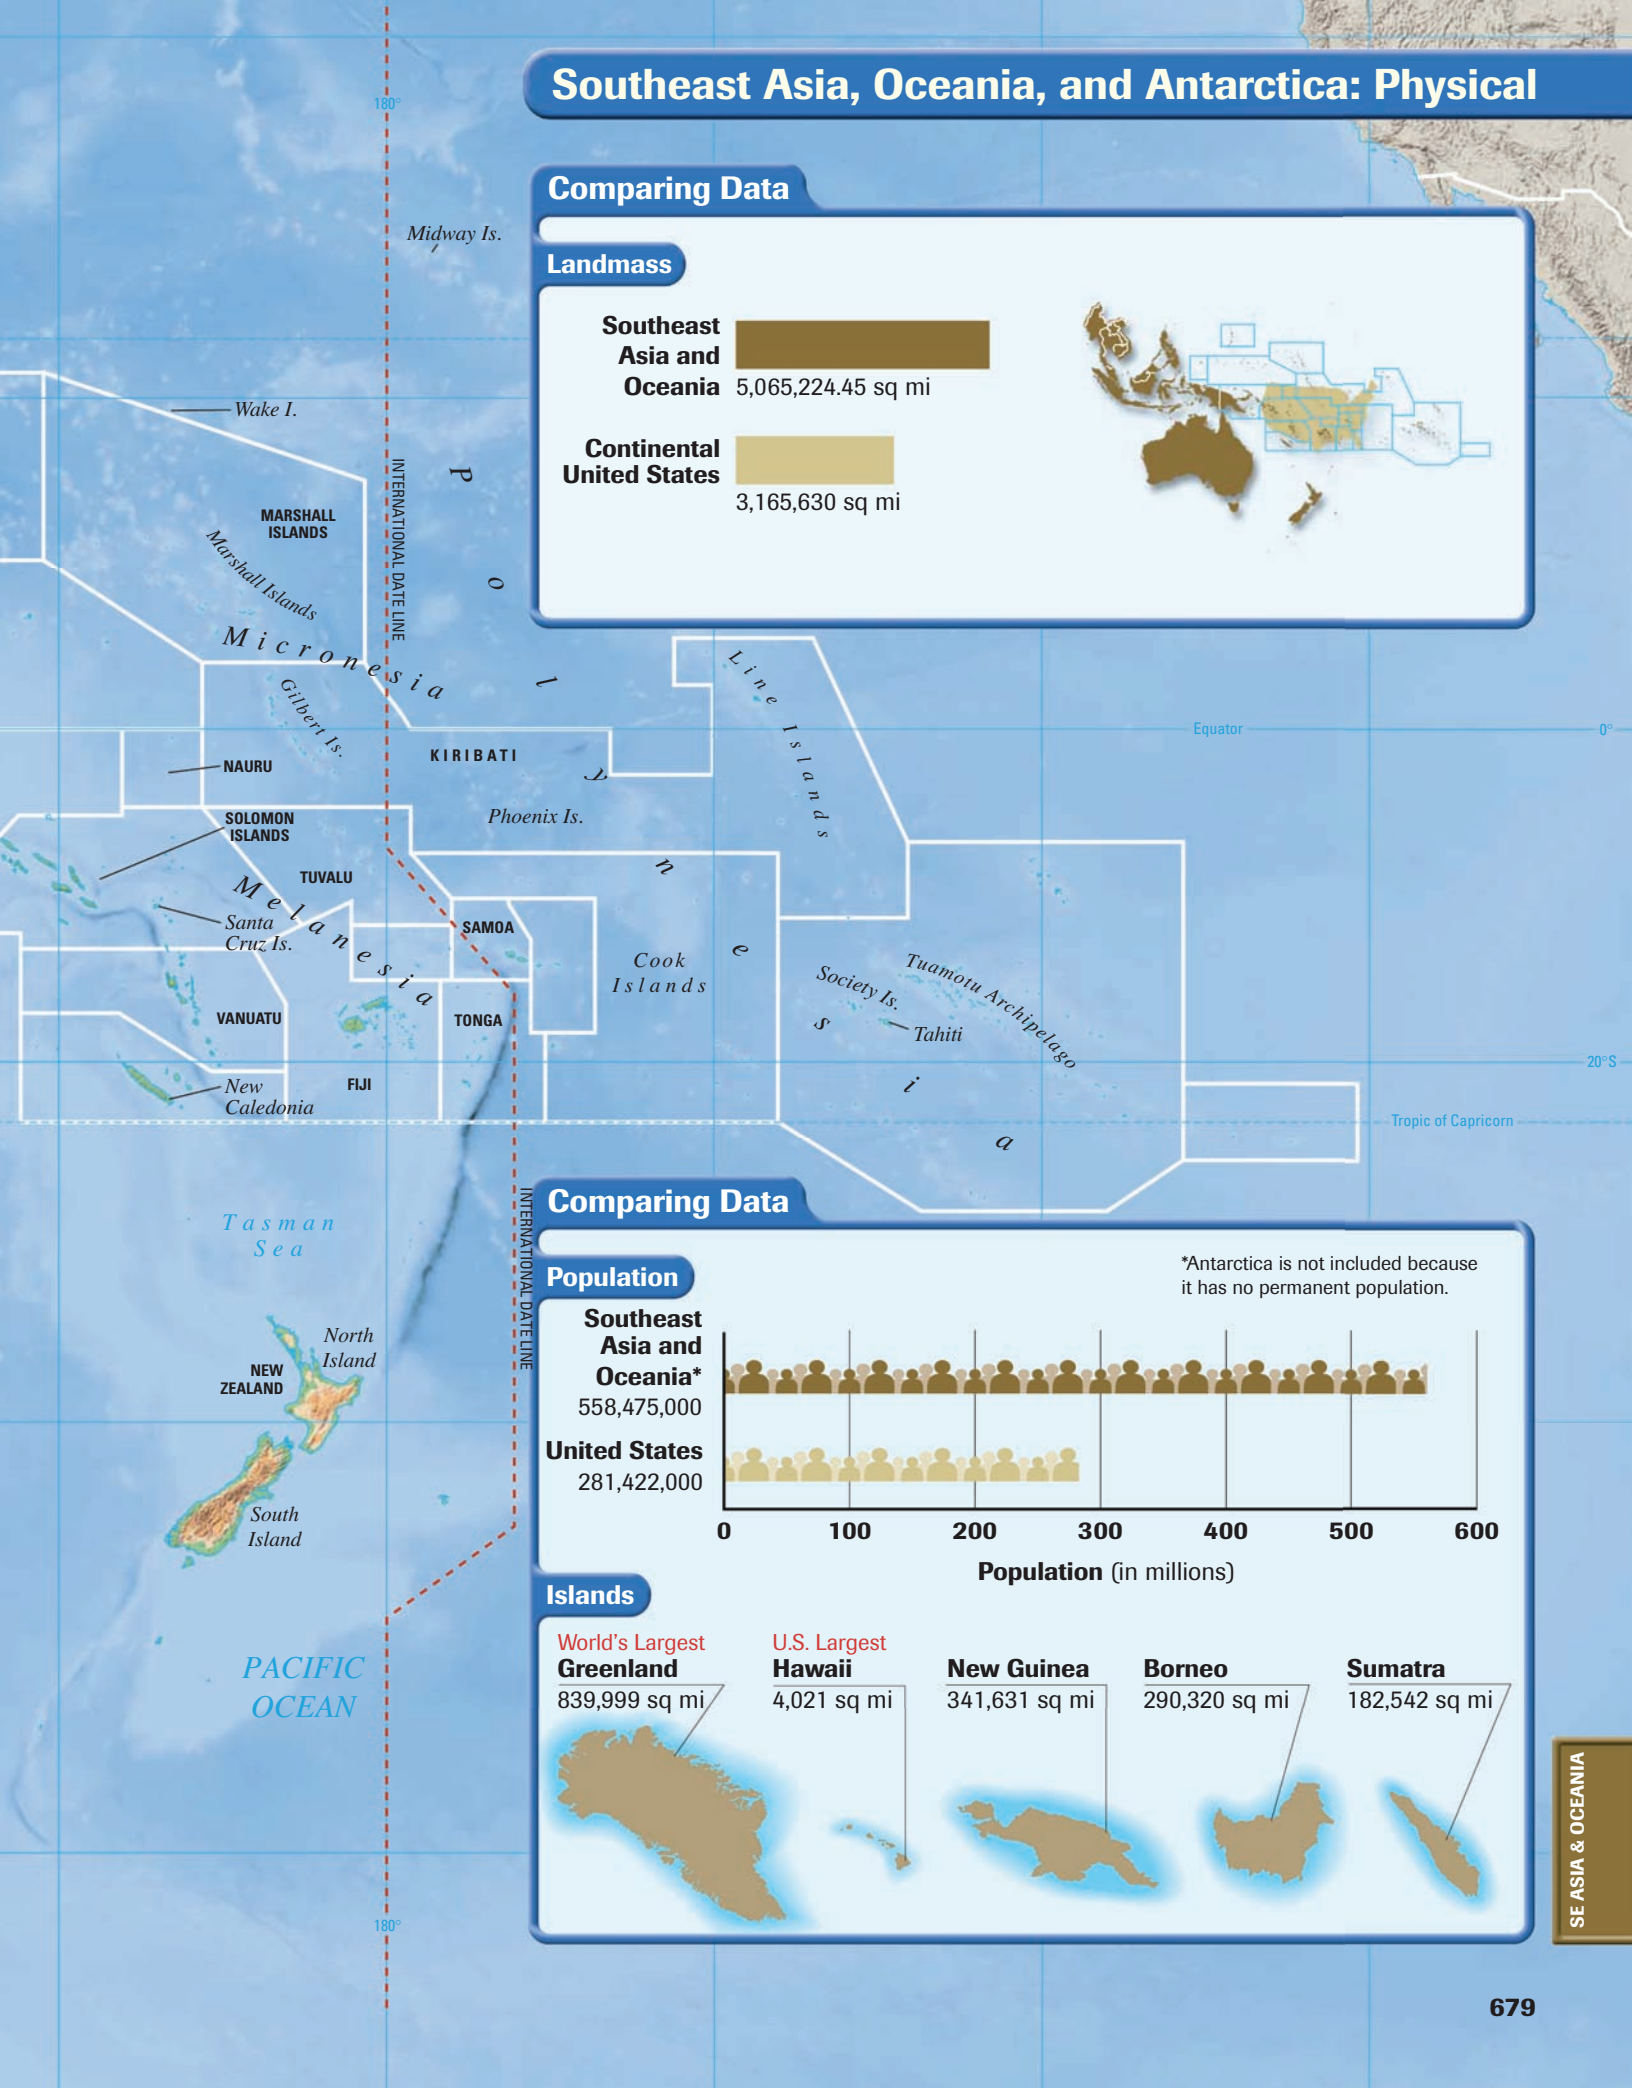 Southeast Asia, Oceania, and Antarctica: Physical
180°
Midway Is.
Comparing Data
Landmass
Southeast
Asia and
Oceania
5,065,224.45 sq mi
Continental
United States
3,165,630 sq mi
Wake I.
INTERNATIONAL DATE LINE
MARSHALL
ISLANDS
Marshall Islands
Micronesia
Polynesia
Gilbert Is.
Line Islands
Equator
0°
KIRIBATI
NAURU
Phoenix Is.
SOLOMON
ISLANDS
TUVALU
Melanesia
Santa
Cruz Is.
SAMOA
Cook
Islands
Society Is.
Tuamotu Archipelago
Tahiti
VANUATU
TONGA
FIJI
New
Caledonia
20°S
Tropic of Capricorn
Tasman
Sea
INTERNATIONAL DATE LINE
North
Island
NEW
ZEALAND
South
Island
PACIFIC
OCEAN
180°
Comparing Data
Population
*Antarctica is not included because
it has no permanent population.
Southeast
Asia and
Oceania*
558,475,000
United States
281,422,000
0 100 200 300 400 500 600
Population (in millions)
Islands
World's Largest
Greenland
839,999 sq mi
U.S. Largest
Hawaii
4,021 sq mi
New Guinea
341,631 sq mi
Borneo
290,320 sq mi
Sumatra
182,542 sq mi
SE ASIA & OCEANIA
679